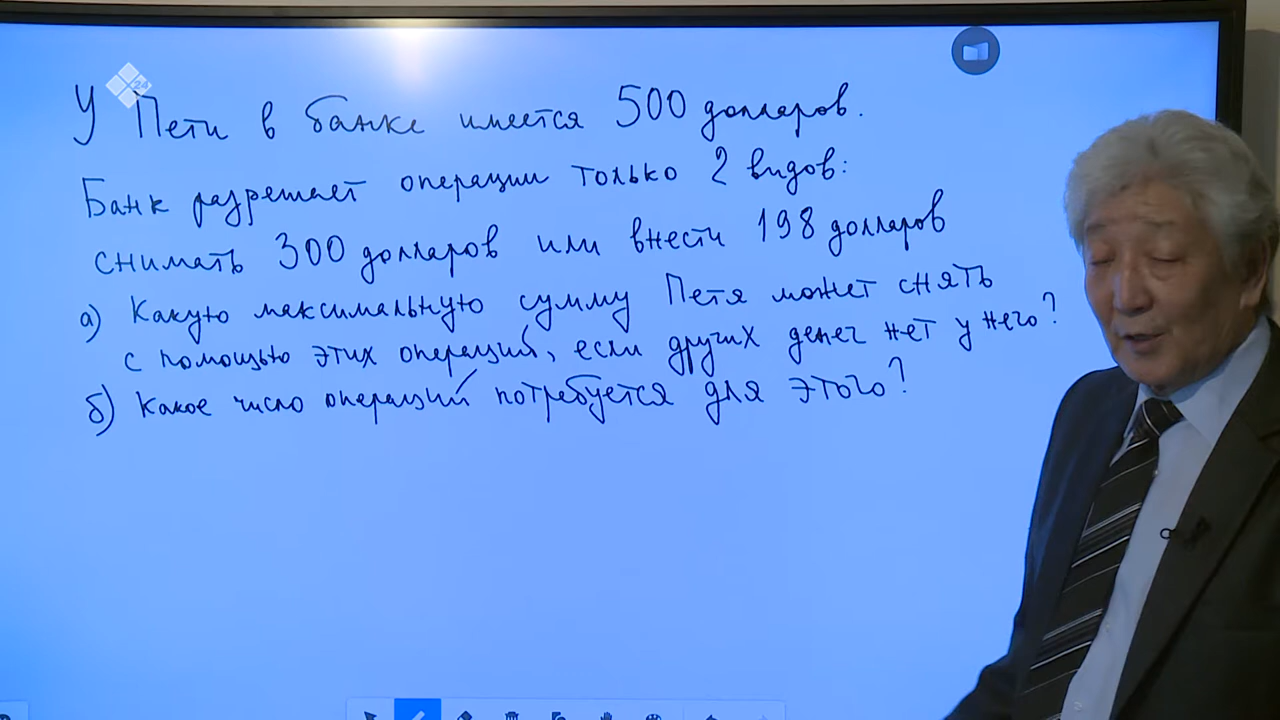 У Пети в банке имеется 500 долларов.
Банк разрешает операции только 2 видов:
снимать 300 долларов или внести 198 долларов
а) Какую максимальную сумму Петя может снять
с помощью этих операций, если других денег нет у него?
б) Какое число операций потребуется для этого?
24